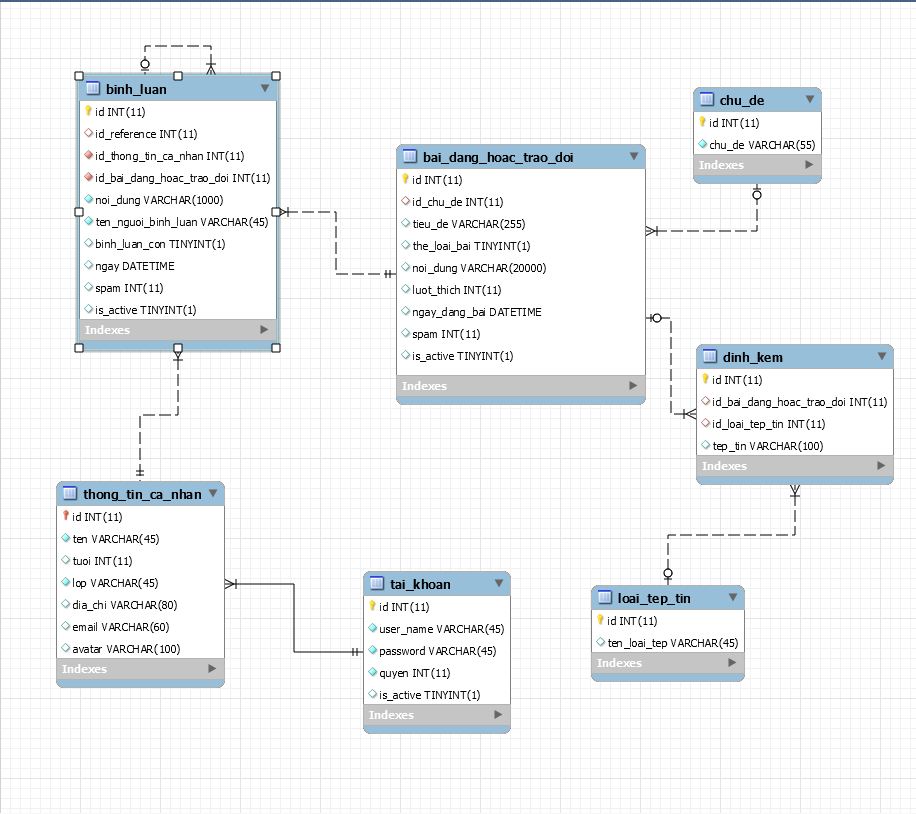 binh_luan
id INT(11)
id_reference INT(11)
id_thong_tin_ca_nhan INT(11)
id_bai_dang_hoac_trao_doi INT(11)
noi_dung VARCHAR(1000)
ten_nguoi_binh_luan VARCHAR(45)
binh_luan_con TINYINT(1)
ngay DATETIME
spam INT(11)
is_active TINYINT(1)
Indexes
bai_dang_hoac_trao_doi
id INT(11)
id_chu_de INT(11)
tieu_de VARCHAR(255)
the_loai_bai TINYINT(1)
noi_dung VARCHAR(20000)
luot_thich INT(11)
ngay_dang_bai DATETIME
spam INT(11)
is_active TINYINT(1)
Indexes
chu_de
id INT(11)
chu_de VARCHAR(55)
Indexes
dinh_kem
id INT(11)
id_bai_dang_hoac_trao_doi INT(11)
id_loai_tep_tin INT(11)
tep_tin VARCHAR(100)
Indexes
thong_tin_ca_nhan
id INT(11)
ten VARCHAR(45)
tuoi INT(11)
lop VARCHAR(45)
dia_chi VARCHAR(80)
email VARCHAR(60)
avatar VARCHAR(100)
Indexes
tai_khoan
id INT(11)
user_name VARCHAR(45)
password VARCHAR(45)
quyen INT(11)
is_active TINYINT(1)
Indexes
loai_tep_tin
id INT(11)
ten_loai_tep VARCHAR(45)
Indexes